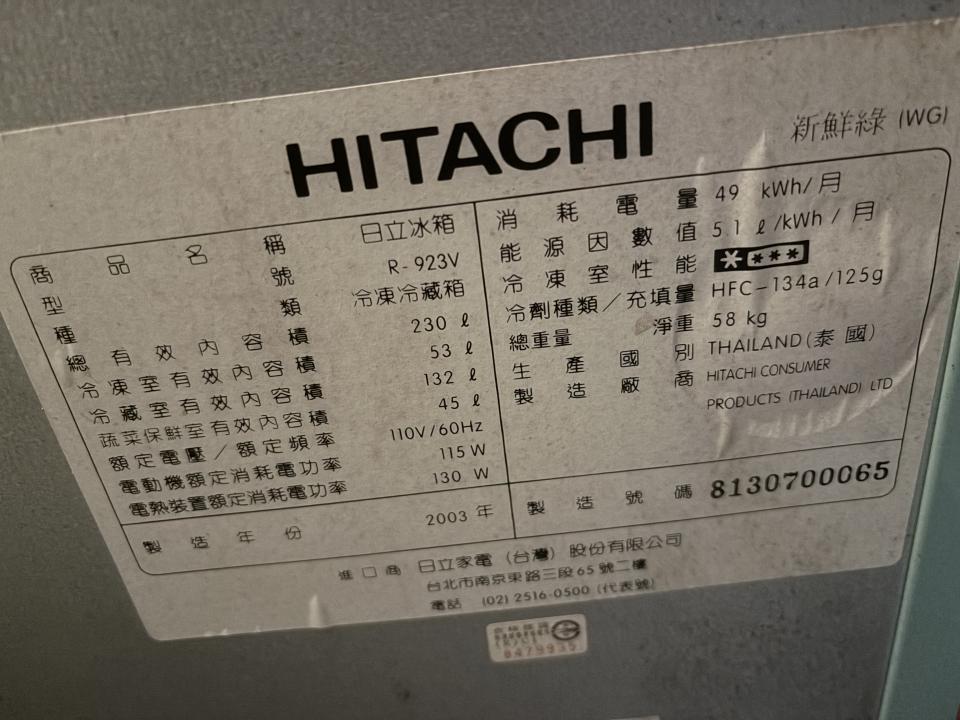 HITACHI
新鮮綠 (WG)
商品名稱 日立冰箱
型號 R-923V
種類 冷凍冷藏箱
總有效內容積 230 ℓ
冷凍室有效內容積 53 ℓ
冷藏室有效內容積 132 ℓ
蔬菜保鮮室有效內容積 45 ℓ
額定電壓／額定頻率 110V/60Hz
電動機額定消耗電功率 115 W
電熱裝置額定消耗電功率 130 W
製造年份 2003 年
消耗電量 49 kWh/月
能源因數值 5.1 ℓ/kWh/月
冷凍室性能 * ***
冷劑種類／充填量 HFC-134a/125g
總重量 淨重 58 kg
生產國別 THAILAND(泰國)
製造廠商 HITACHI CONSUMER
PRODUCTS (THAILAND) LTD
製造號碼 8130700065
進口商 日立家電(台灣)股份有限公司
台北市南京東路三段65號二樓
電話 (02) 2516-0500 (代表號)